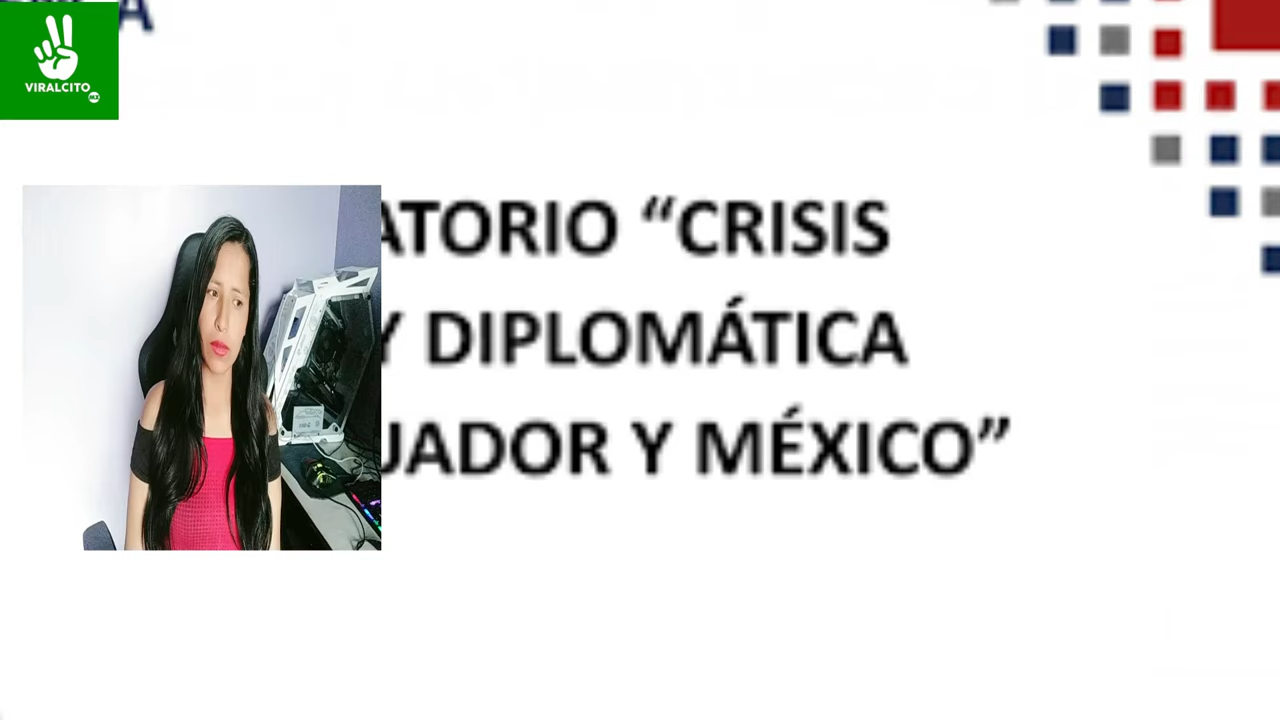 VIRALCITO
ATORIO “CRISIS
Y DIPLOMÁTICA
UADOR Y MÉXICO”